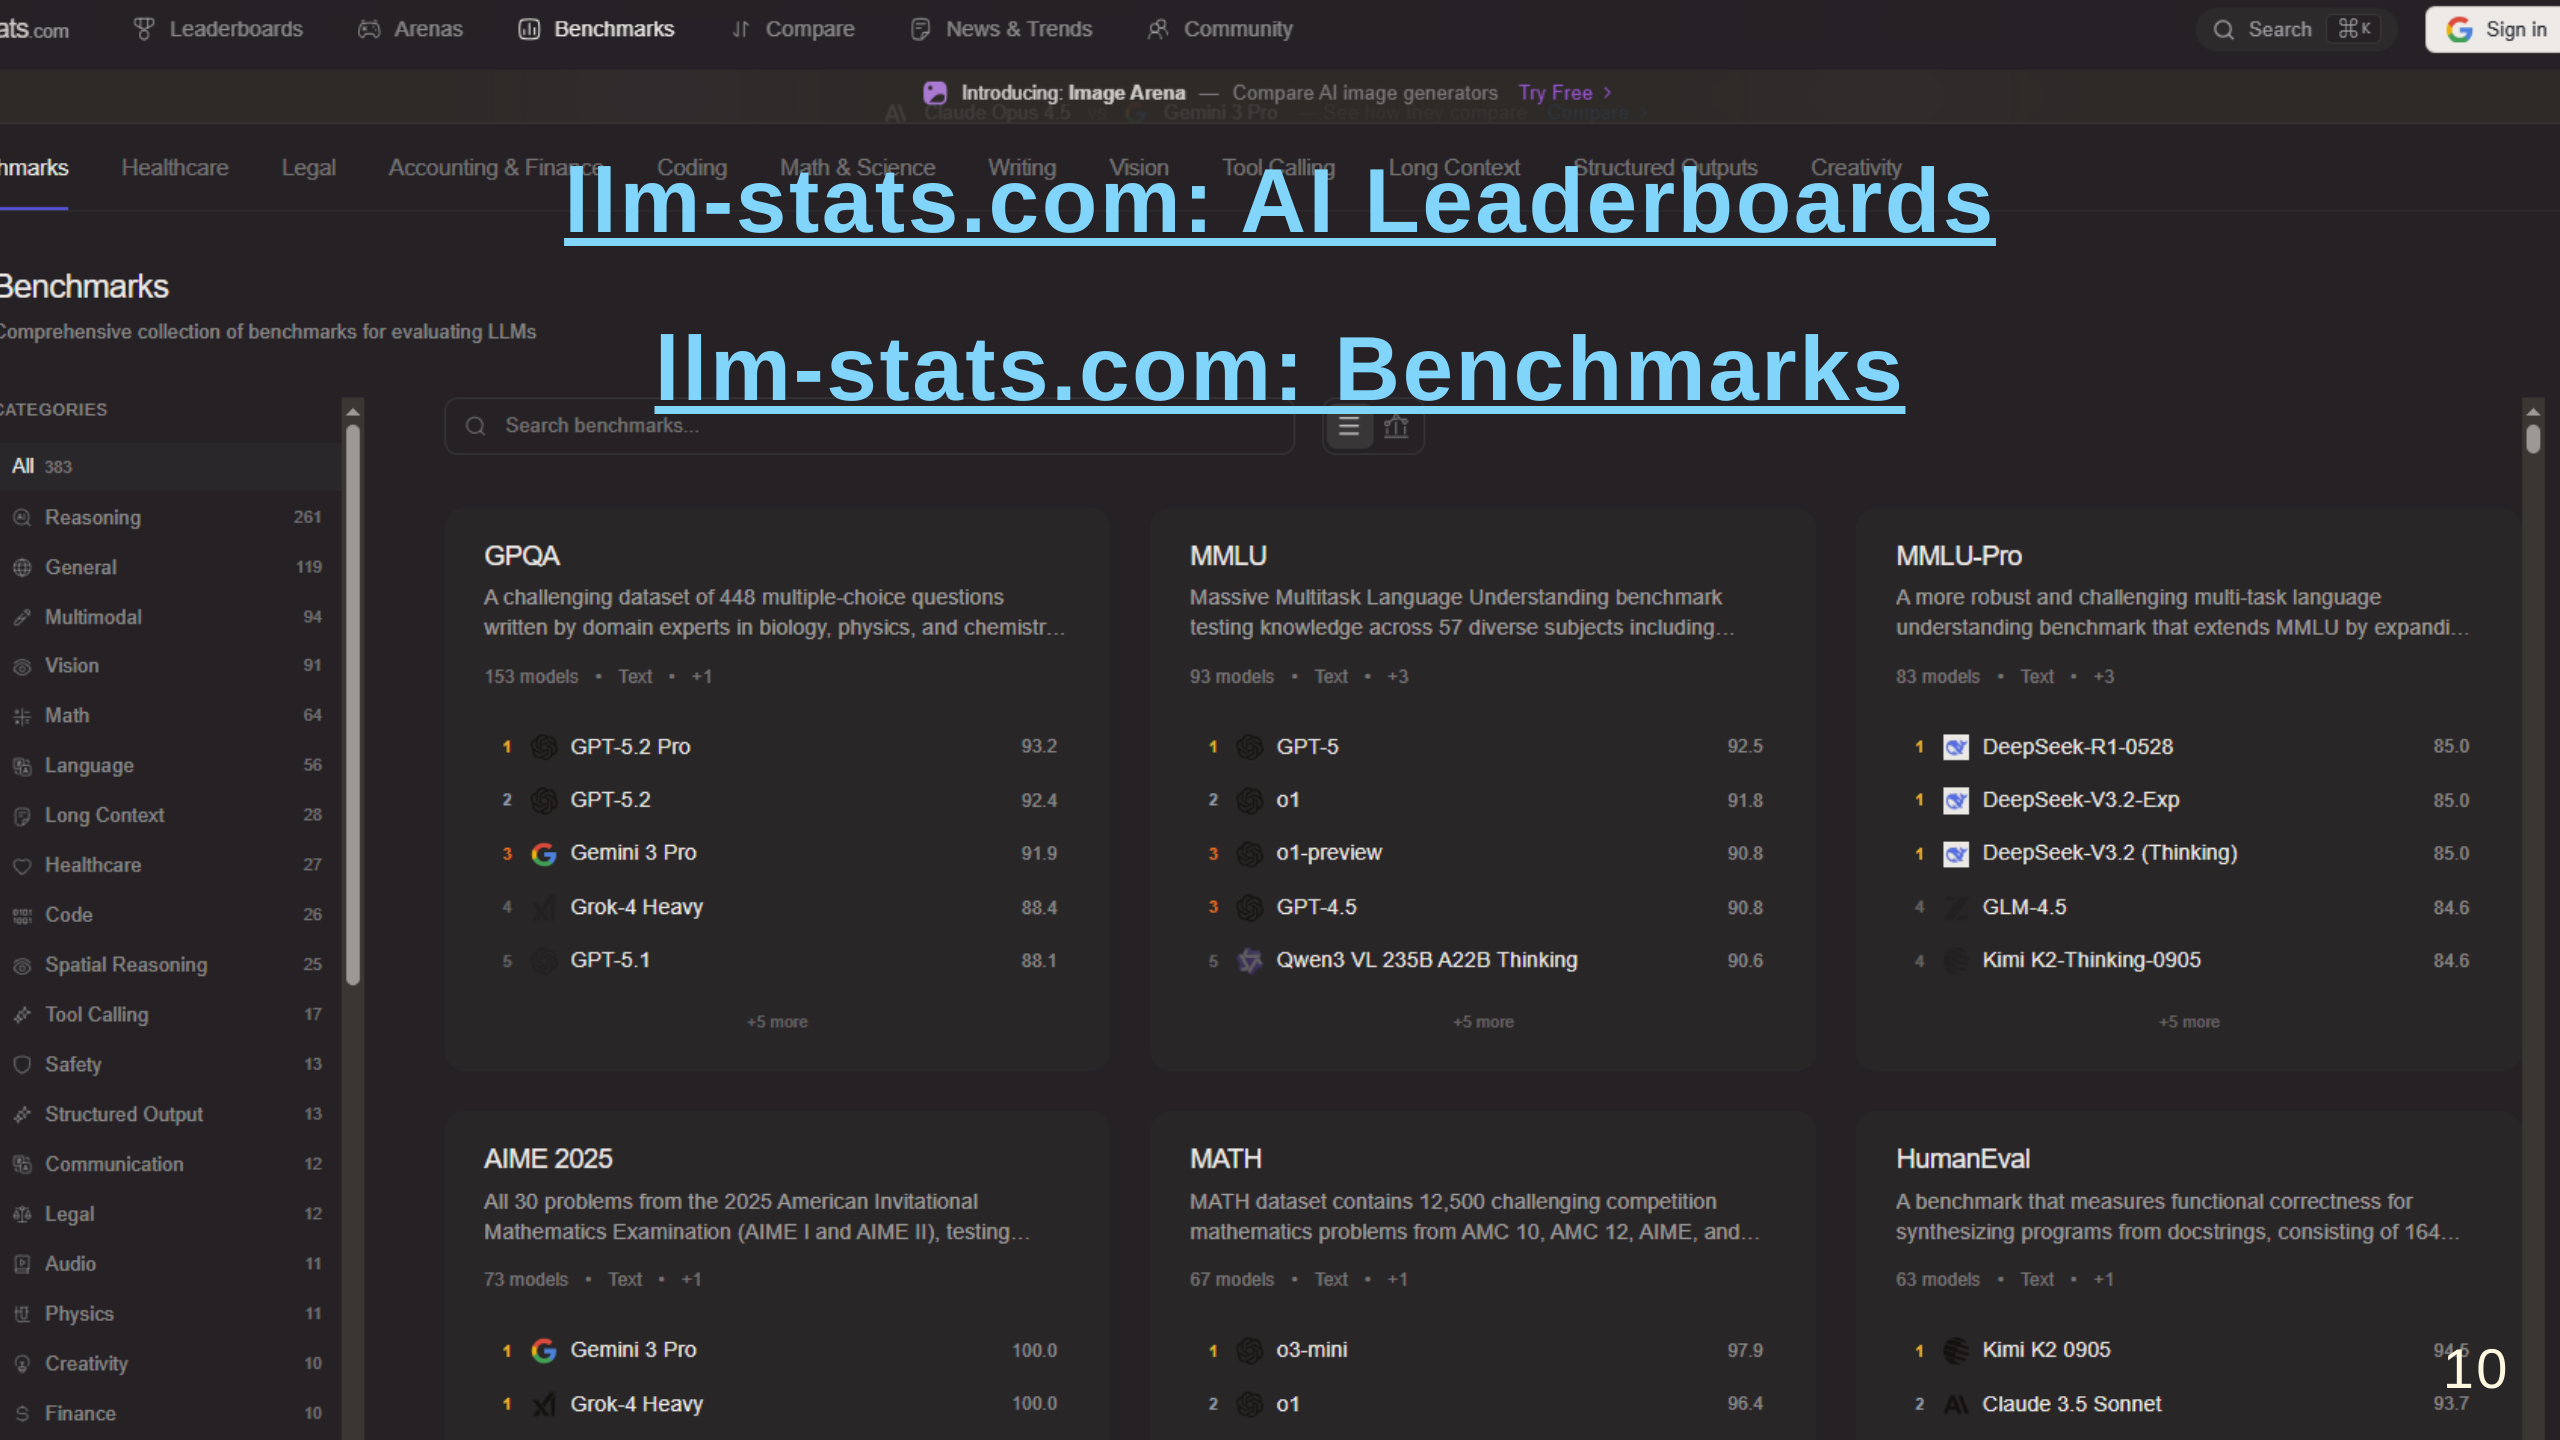 ats.com Leaderboards Arenas Benchmarks Compare News & Trends Community Search ⌘K Sign in
Introducing: Image Arena — Compare AI image generators Try Free >
Claude Opus 4.5 vs Gemini 3 Pro — See how they compare Compare
hmarks Healthcare Legal Accounting & Finance Coding Math & Science Writing Vision Tool Calling Long Context Structured Outputs Creativity
llm-stats.com: AI Leaderboards
Benchmarks
Comprehensive collection of benchmarks for evaluating LLMs
llm-stats.com: Benchmarks
CATEGORIES
Search benchmarks...
All 383
Reasoning 261
General 119
Multimodal 94
Vision 91
Math 64
Language 56
Long Context 28
Healthcare 27
Code 26
Spatial Reasoning 25
Tool Calling 17
Safety 13
Structured Output 13
Communication 12
Legal 12
Audio 11
Physics 11
Creativity 10
Finance 10
GPQA
A challenging dataset of 448 multiple-choice questions
written by domain experts in biology, physics, and chemistr...
153 models • Text • +1
1 GPT-5.2 Pro 93.2
2 GPT-5.2 92.4
3 Gemini 3 Pro 91.9
4 Grok-4 Heavy 88.4
5 GPT-5.1 88.1
+5 more
MMLU
Massive Multitask Language Understanding benchmark
testing knowledge across 57 diverse subjects including...
93 models • Text • +3
1 GPT-5 92.5
2 o1 91.8
3 o1-preview 90.8
3 GPT-4.5 90.8
5 Qwen3 VL 235B A22B Thinking 90.6
+5 more
MMLU-Pro
A more robust and challenging multi-task language
understanding benchmark that extends MMLU by expandi...
83 models • Text • +3
1 DeepSeek-R1-0528 85.0
1 DeepSeek-V3.2-Exp 85.0
1 DeepSeek-V3.2 (Thinking) 85.0
4 GLM-4.5 84.6
4 Kimi K2-Thinking-0905 84.6
+5 more
AIME 2025
All 30 problems from the 2025 American Invitational
Mathematics Examination (AIME I and AIME II), testing...
73 models • Text • +1
1 Gemini 3 Pro 100.0
1 Grok-4 Heavy 100.0
MATH
MATH dataset contains 12,500 challenging competition
mathematics problems from AMC 10, AMC 12, AIME, and...
67 models • Text • +1
1 o3-mini 97.9
2 o1 96.4
HumanEval
A benchmark that measures functional correctness for
synthesizing programs from docstrings, consisting of 164...
63 models • Text • +1
1 Kimi K2 0905 94.5
2 Claude 3.5 Sonnet 93.7
10